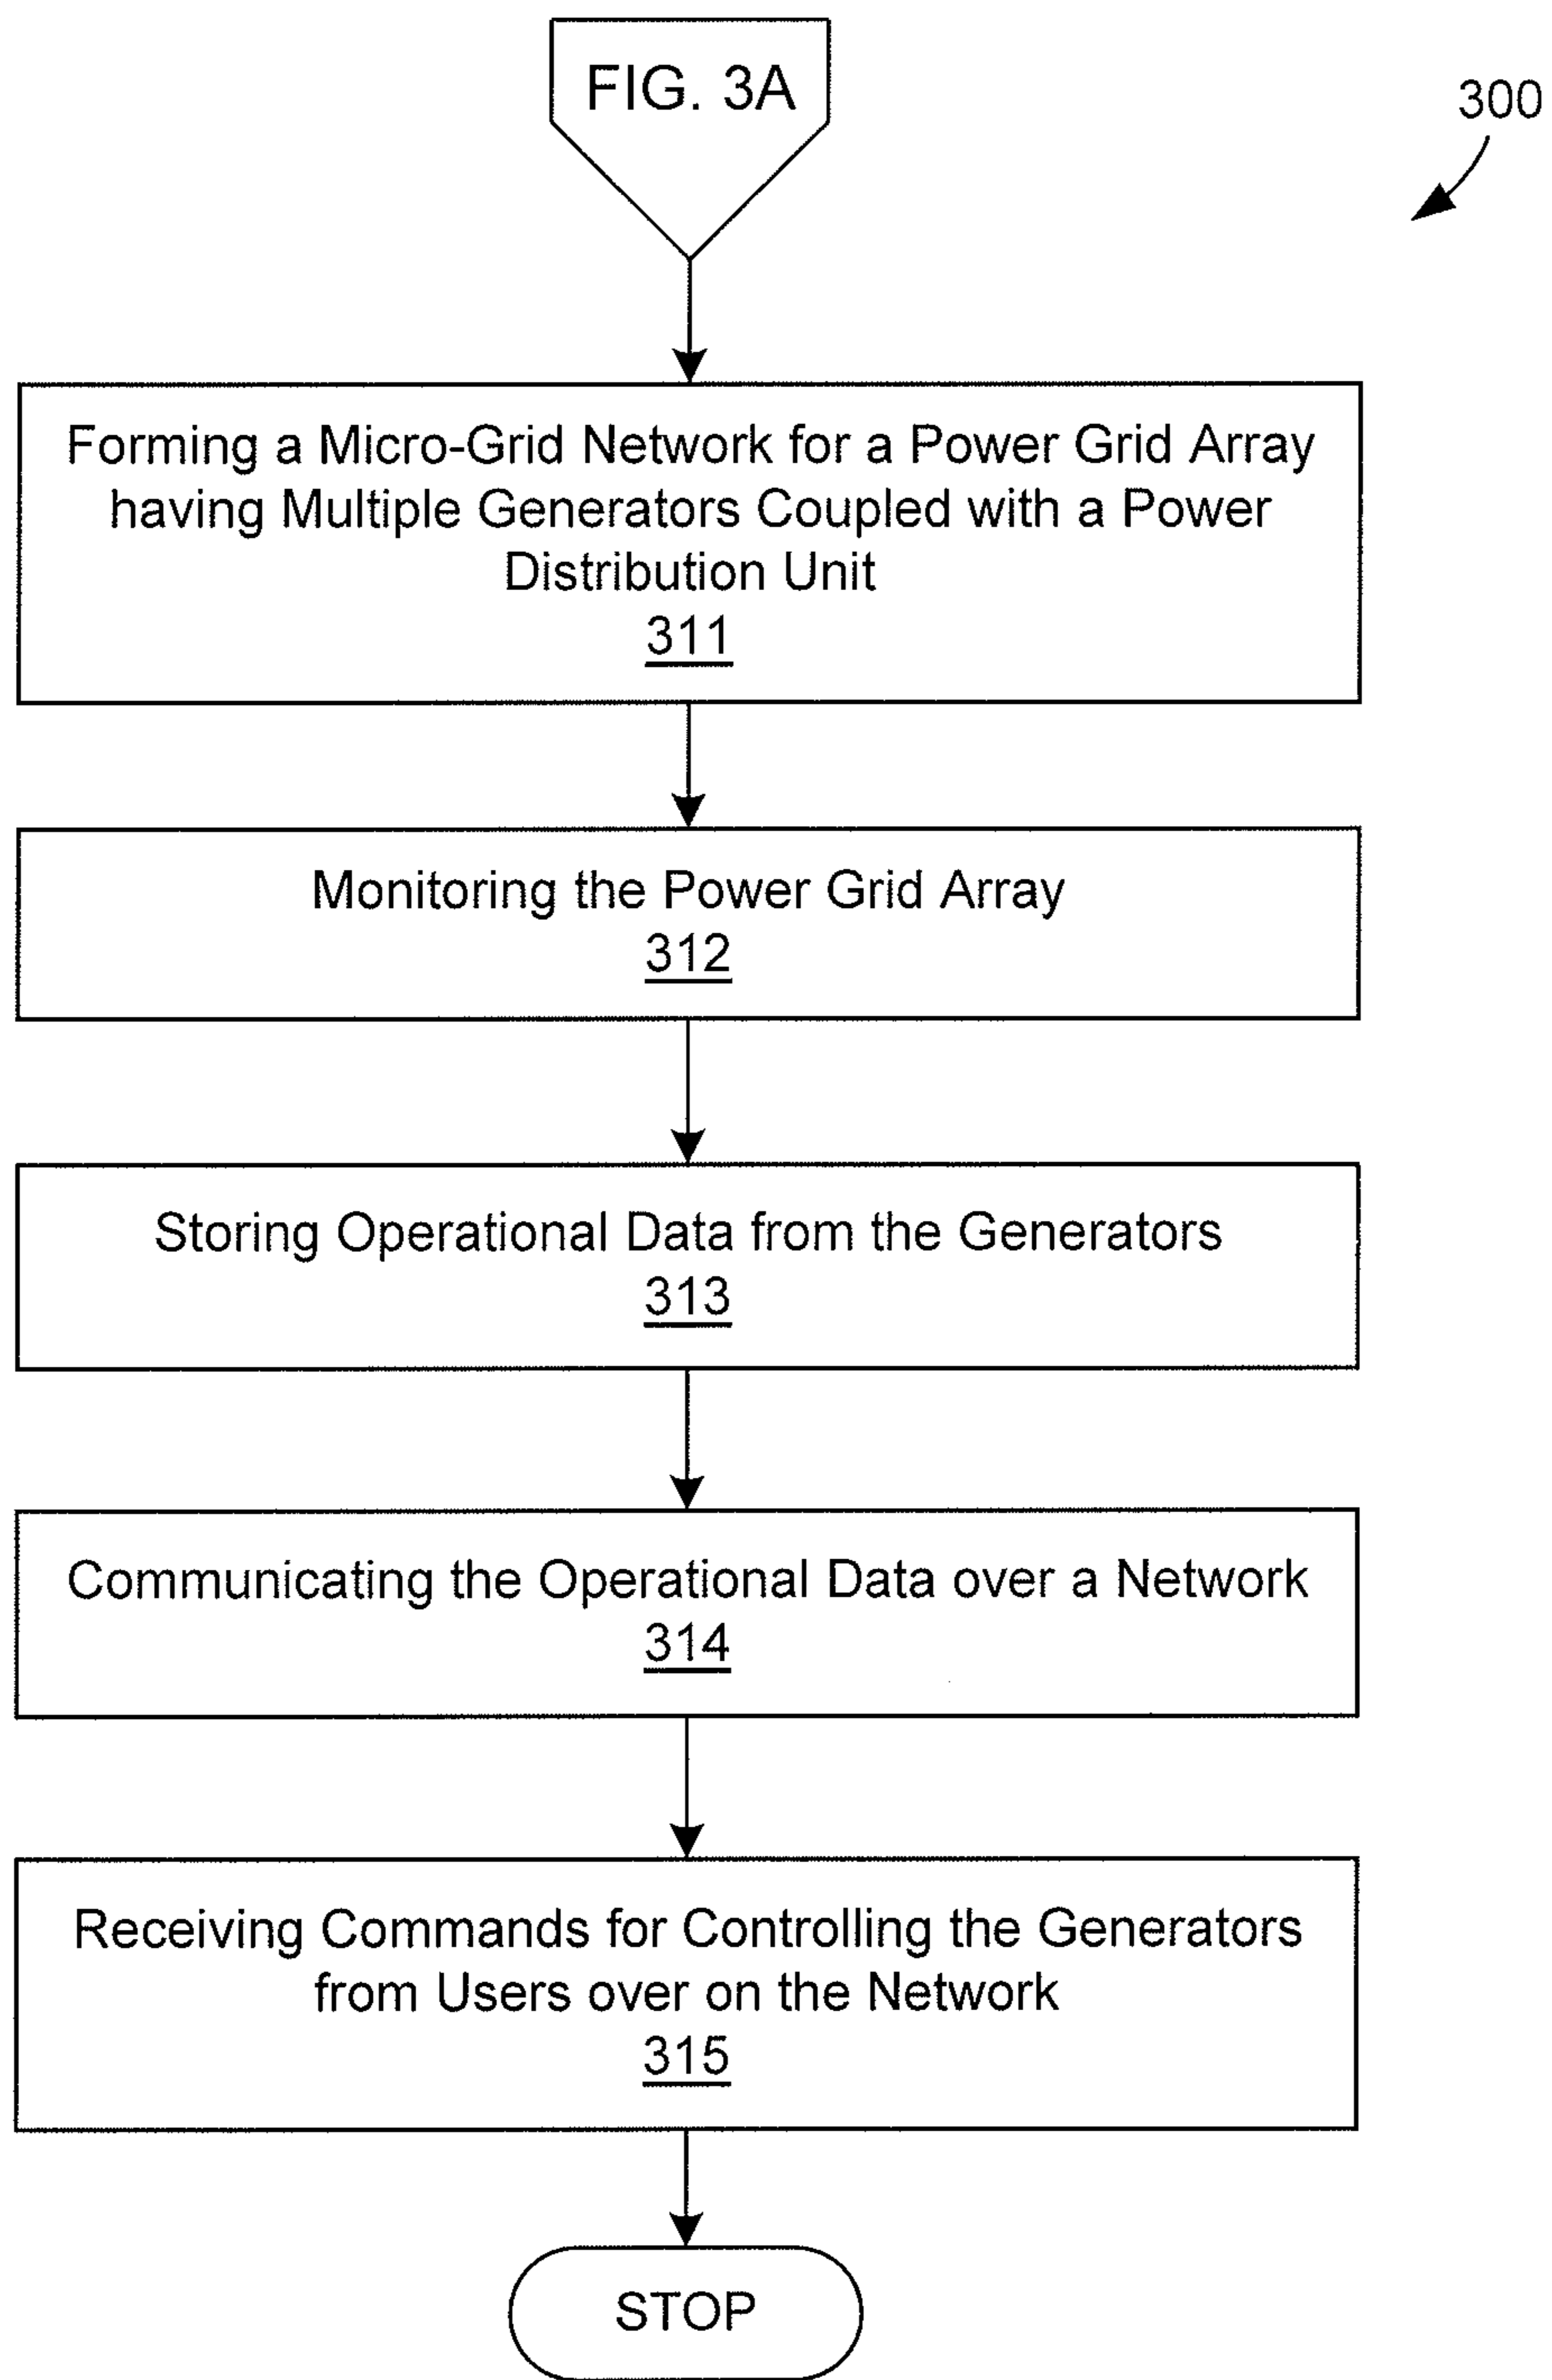 FIG. 3A
300
Forming a Micro-Grid Network for a Power Grid Array
having Multiple Generators Coupled with a Power
Distribution Unit
311
Monitoring the Power Grid Array
312
Storing Operational Data from the Generators
313
Communicating the Operational Data over a Network
314
Receiving Commands for Controlling the Generators
from Users over on the Network
315
STOP